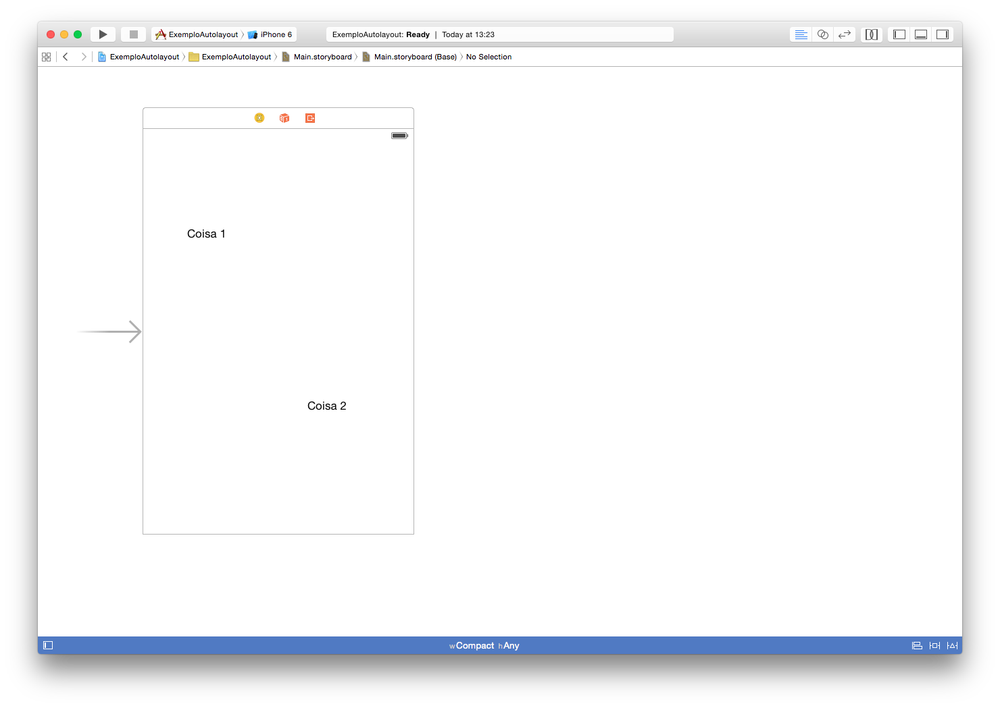 ExemploAutolayout iPhone 6 ExemploAutolayout: Ready | Today at 13:23
ExemploAutolayout ExemploAutolayout Main.storyboard Main.storyboard (Base) No Selection
Coisa 1
Coisa 2
wCompact hAny